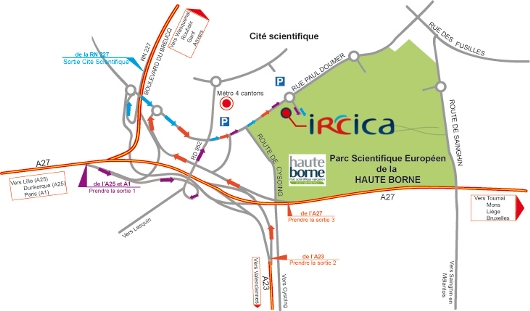 Vers Wasquehal
Roubaix
Gand
Anvers
Cité scientifique
RUE DES FUSILLES
de la RN 227
Sortie Cité Scientifique
RN 227
BOULEVARD DU BREUCQ
Métro 4 cantons
P
P
RUE PAUL DOUMER
ircica
ROUTE DE SAINGHIN
RD 952
ROUTE DE CYSOING
haute
borne
Parc Scientifique Européen
de la
HAUTE BORNE
A27
Vers Lille (A25)
Dunkerque (A25)
Paris (A1)
de l'A25 et A1
Prendre la sortie 1
Vers Lesquin
de l'A27
Prendre la sortie 3
A27
Vers Tournai
Mons
Liège
Bruxelles
de l'A23
Prendre la sortie 2
Vers Valenciennes
A23
Vers Cysoing
Vers Sainghin en
Mélantois